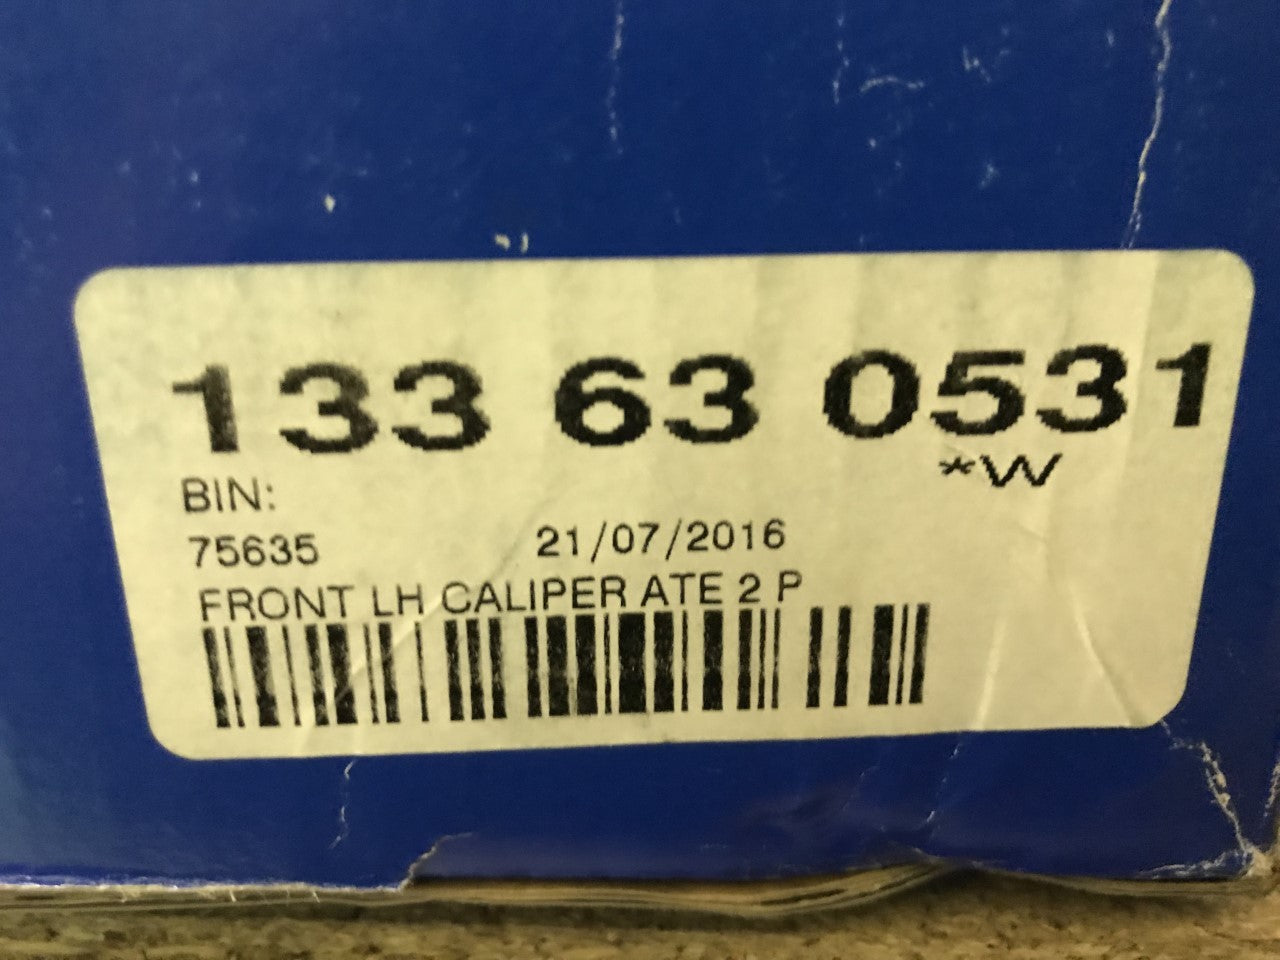 133 63 0531
*W
BIN:
75635 21/07/2016
FRONT LH CALIPER ATE 2 P